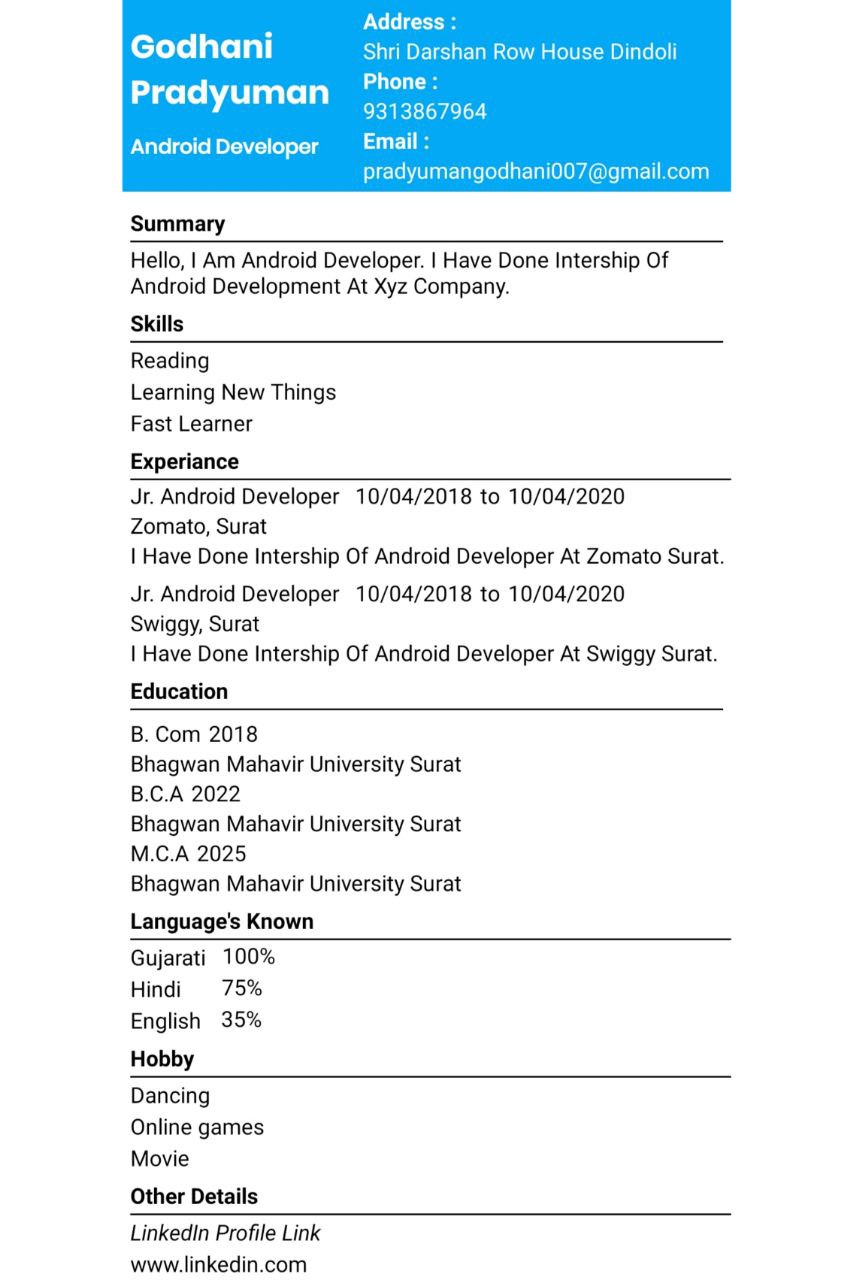 Godhani
Pradyuman
Android Developer
Address :
Shri Darshan Row House Dindoli
Phone :
9313867964
Email :
pradyumangodhani007@gmail.com
Summary
Hello, I Am Android Developer. I Have Done Intership Of
Android Development At Xyz Company.
Skills
Reading
Learning New Things
Fast Learner
Experiance
Jr. Android Developer 10/04/2018 to 10/04/2020
Zomato, Surat
I Have Done Intership Of Android Developer At Zomato Surat.
Jr. Android Developer 10/04/2018 to 10/04/2020
Swiggy, Surat
I Have Done Intership Of Android Developer At Swiggy Surat.
Education
B. Com 2018
Bhagwan Mahavir University Surat
B.C.A 2022
Bhagwan Mahavir University Surat
M.C.A 2025
Bhagwan Mahavir University Surat
Language's Known
Gujarati 100%
Hindi 75%
English 35%
Hobby
Dancing
Online games
Movie
Other Details
LinkedIn Profile Link
www.linkedin.com